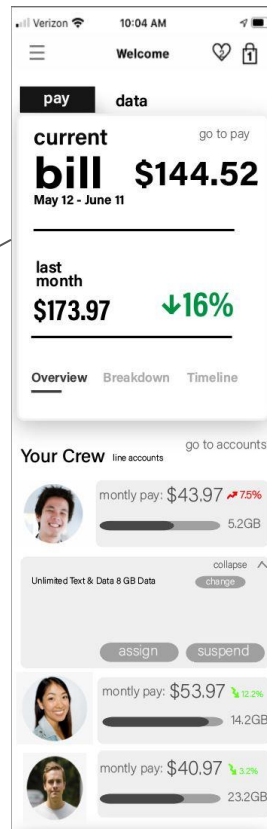 Verizon 10:04 AM
Welcome 2 1
pay data
current go to pay
bill $144.52
May 12 - June 11
last
month
$173.97 ↓16%
Overview Breakdown Timeline
Your Crew line accounts go to accounts
montly pay: $43.97 7.5%
5.2GB
collapse
Unlimited Text & Data 8 GB Data change
assign suspend
montly pay: $53.97 12.2%
14.2GB
montly pay: $40.97 3.2%
23.2GB